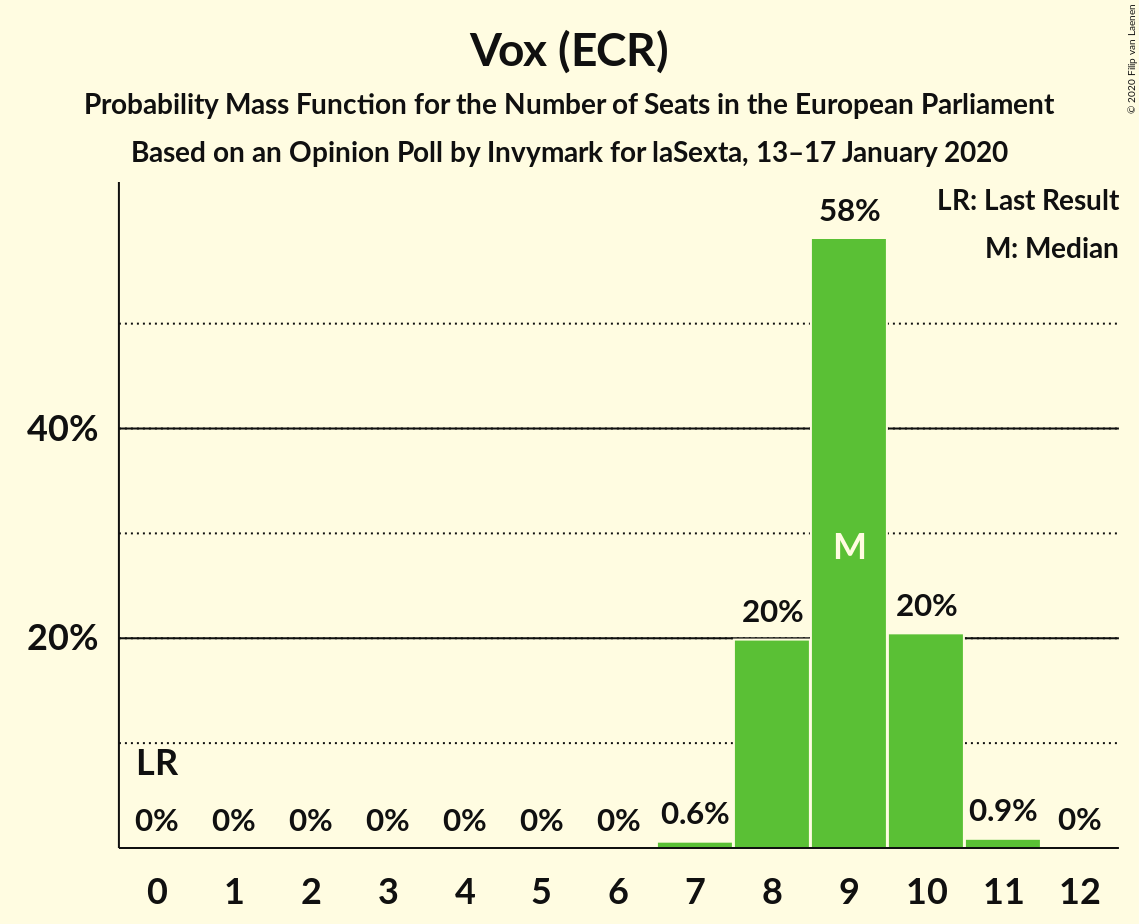 Vox (ECR)
Probability Mass Function for the Number of Seats in the European Parliament
Based on an Opinion Poll by Invymark for laSexta, 13–17 January 2020
© 2020 Filip van Laenen
LR: Last Result
M: Median
58%
40%
M
20%
20%
20%
LR
0%
0%
0%
0%
0%
0%
0%
0.6%
0.9%
0%
0 1 2 3 4 5 6 7 8 9 10 11 12